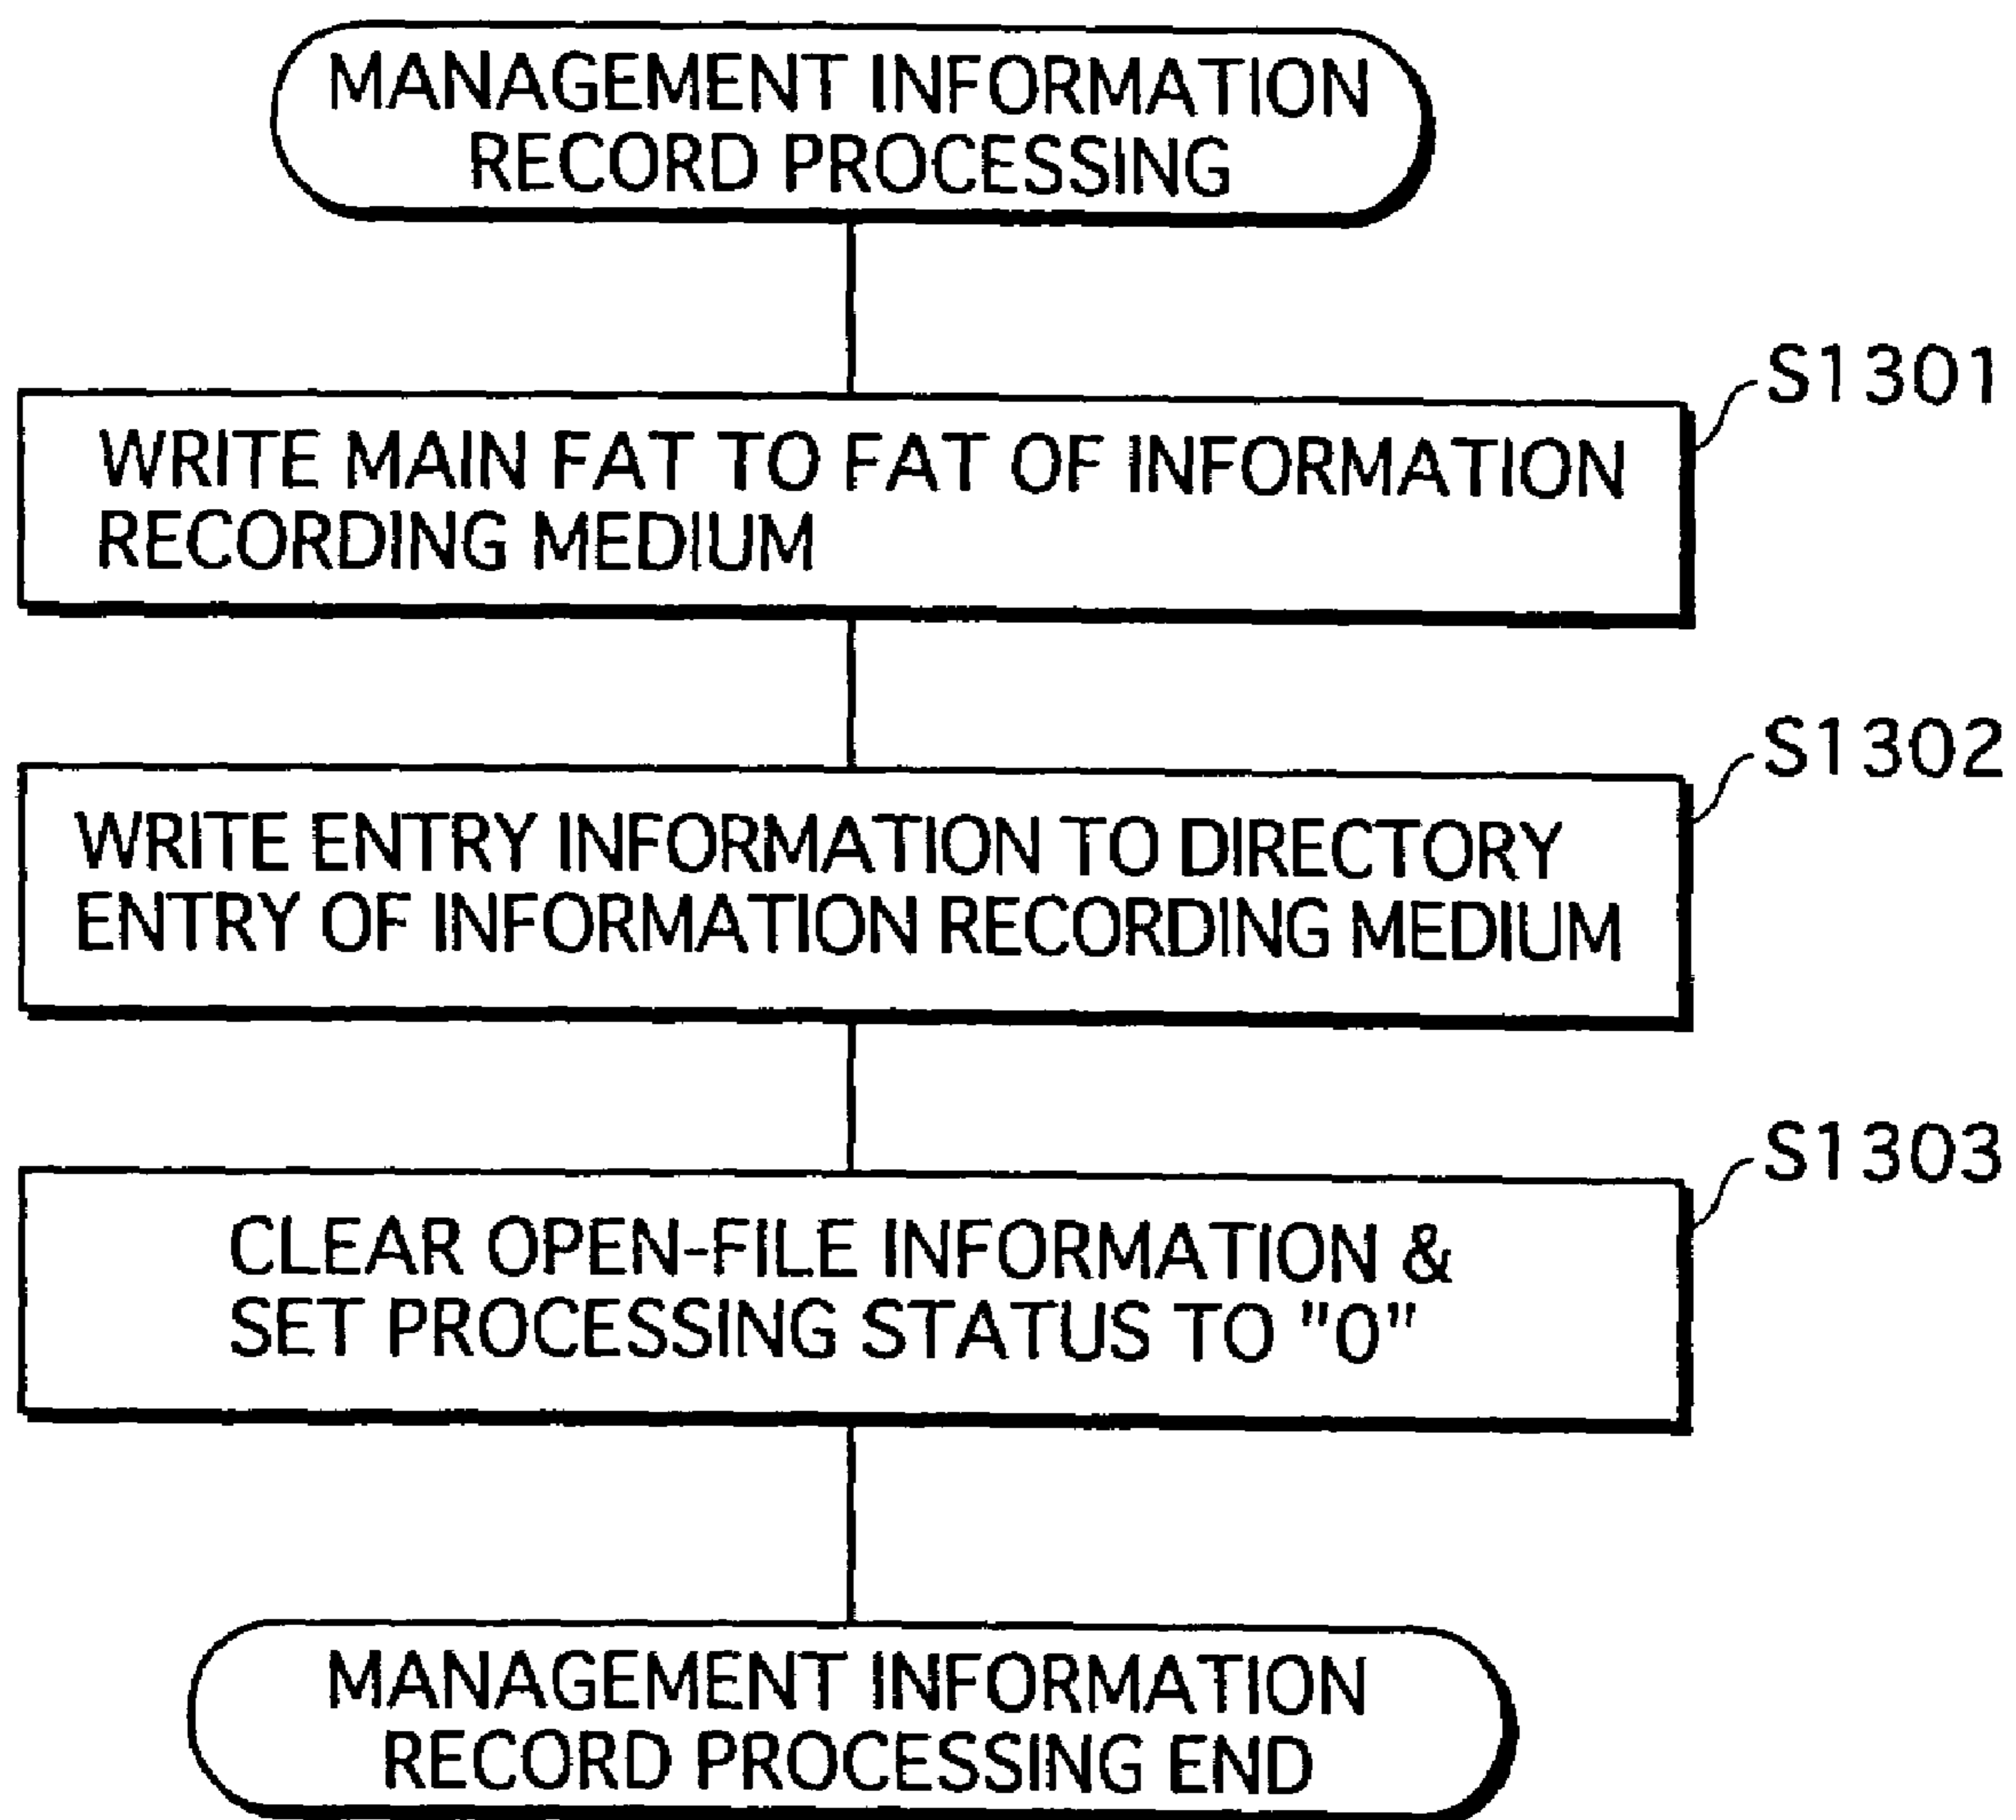 MANAGEMENT INFORMATION
RECORD PROCESSING
S1301
WRITE MAIN FAT TO FAT OF INFORMATION
RECORDING MEDIUM
S1302
WRITE ENTRY INFORMATION TO DIRECTORY
ENTRY OF INFORMATION RECORDING MEDIUM
S1303
CLEAR OPEN-FILE INFORMATION &
SET PROCESSING STATUS TO "0"
MANAGEMENT INFORMATION
RECORD PROCESSING END